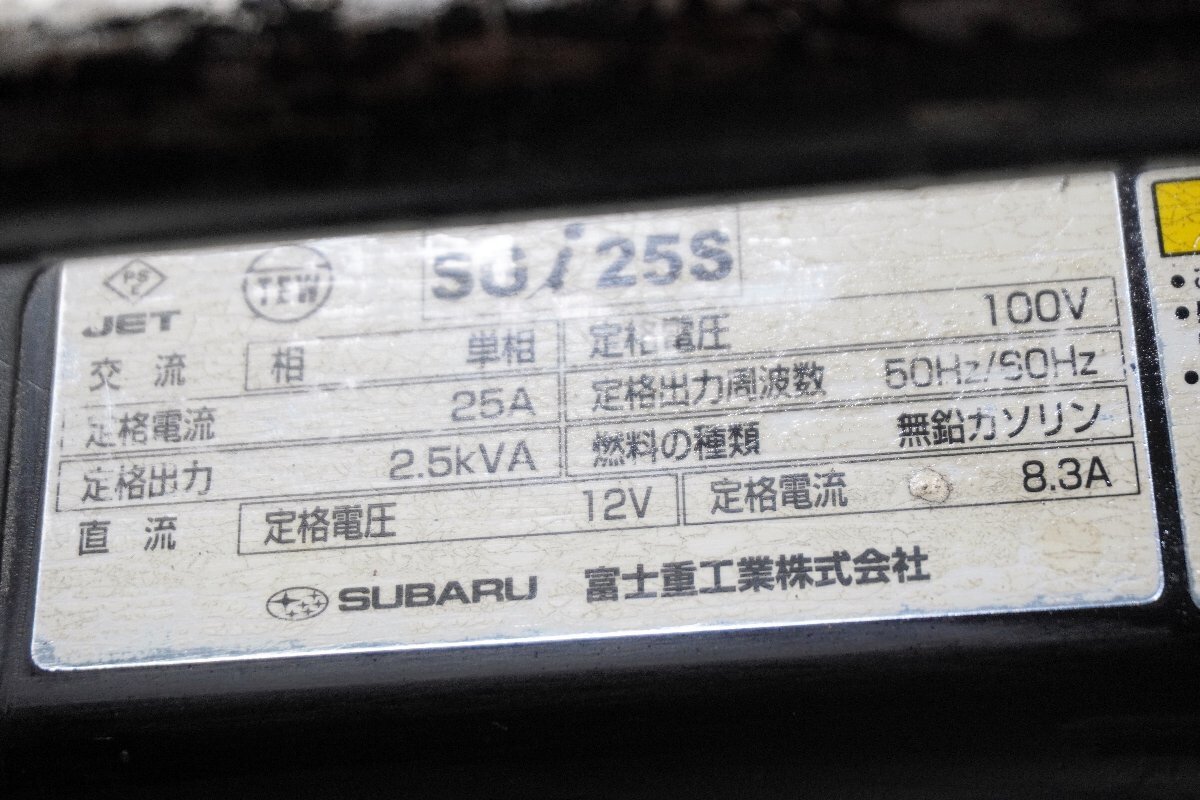 PS
JET
TEW
SGi25S
交 流 相 単相 定格電圧 100V
定格電流 25A 定格出力周波数 50Hz/60Hz
定格出力 2.5kVA 燃料の種類 無鉛ガソリン
直 流 定格電圧 12V 定格電流 8.3A
SUBARU 富士重工業株式会社